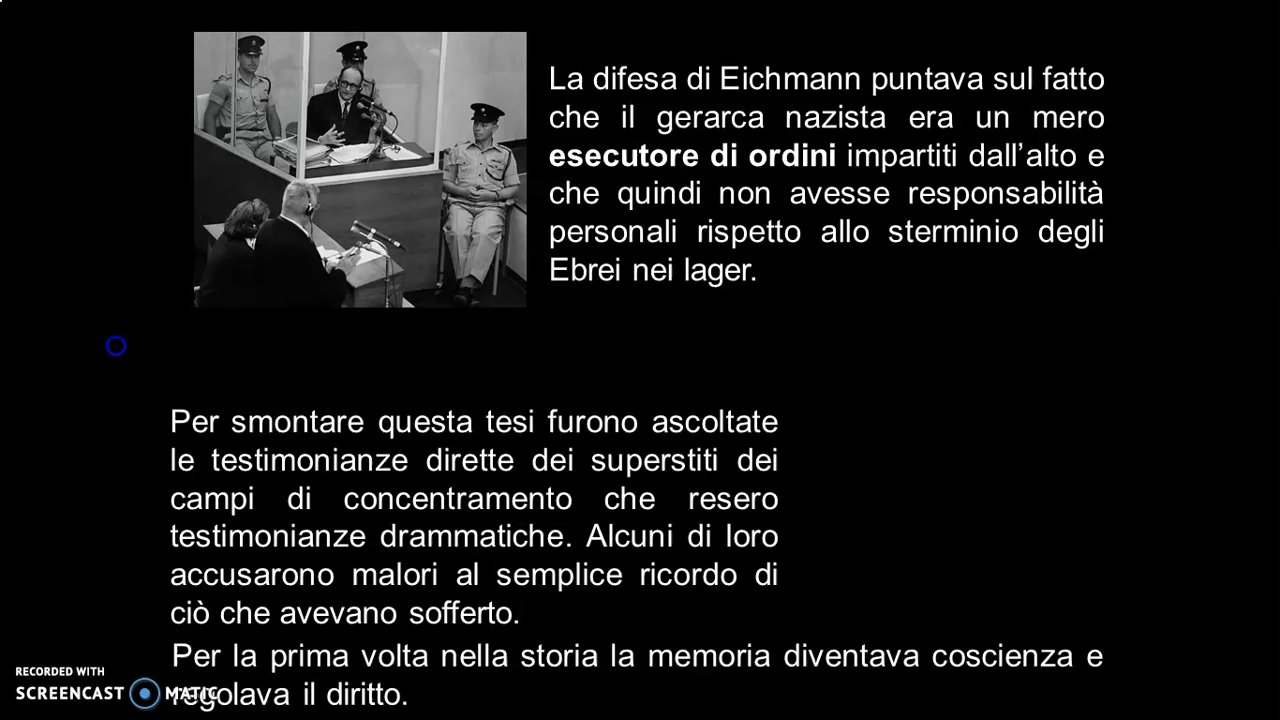 La difesa di Eichmann puntava sul fatto
che il gerarca nazista era un mero
esecutore di ordini impartiti dall’alto e
che quindi non avesse responsabilità
personali rispetto allo sterminio degli
Ebrei nei lager.
Per smontare questa tesi furono ascoltate
le testimonianze dirette dei superstiti dei
campi di concentramento che resero
testimonianze drammatiche. Alcuni di loro
accusarono malori al semplice ricordo di
ciò che avevano sofferto.
Per la prima volta nella storia la memoria diventava coscienza e
regolava il diritto.
RECORDED WITH
SCREENCAST MATIC